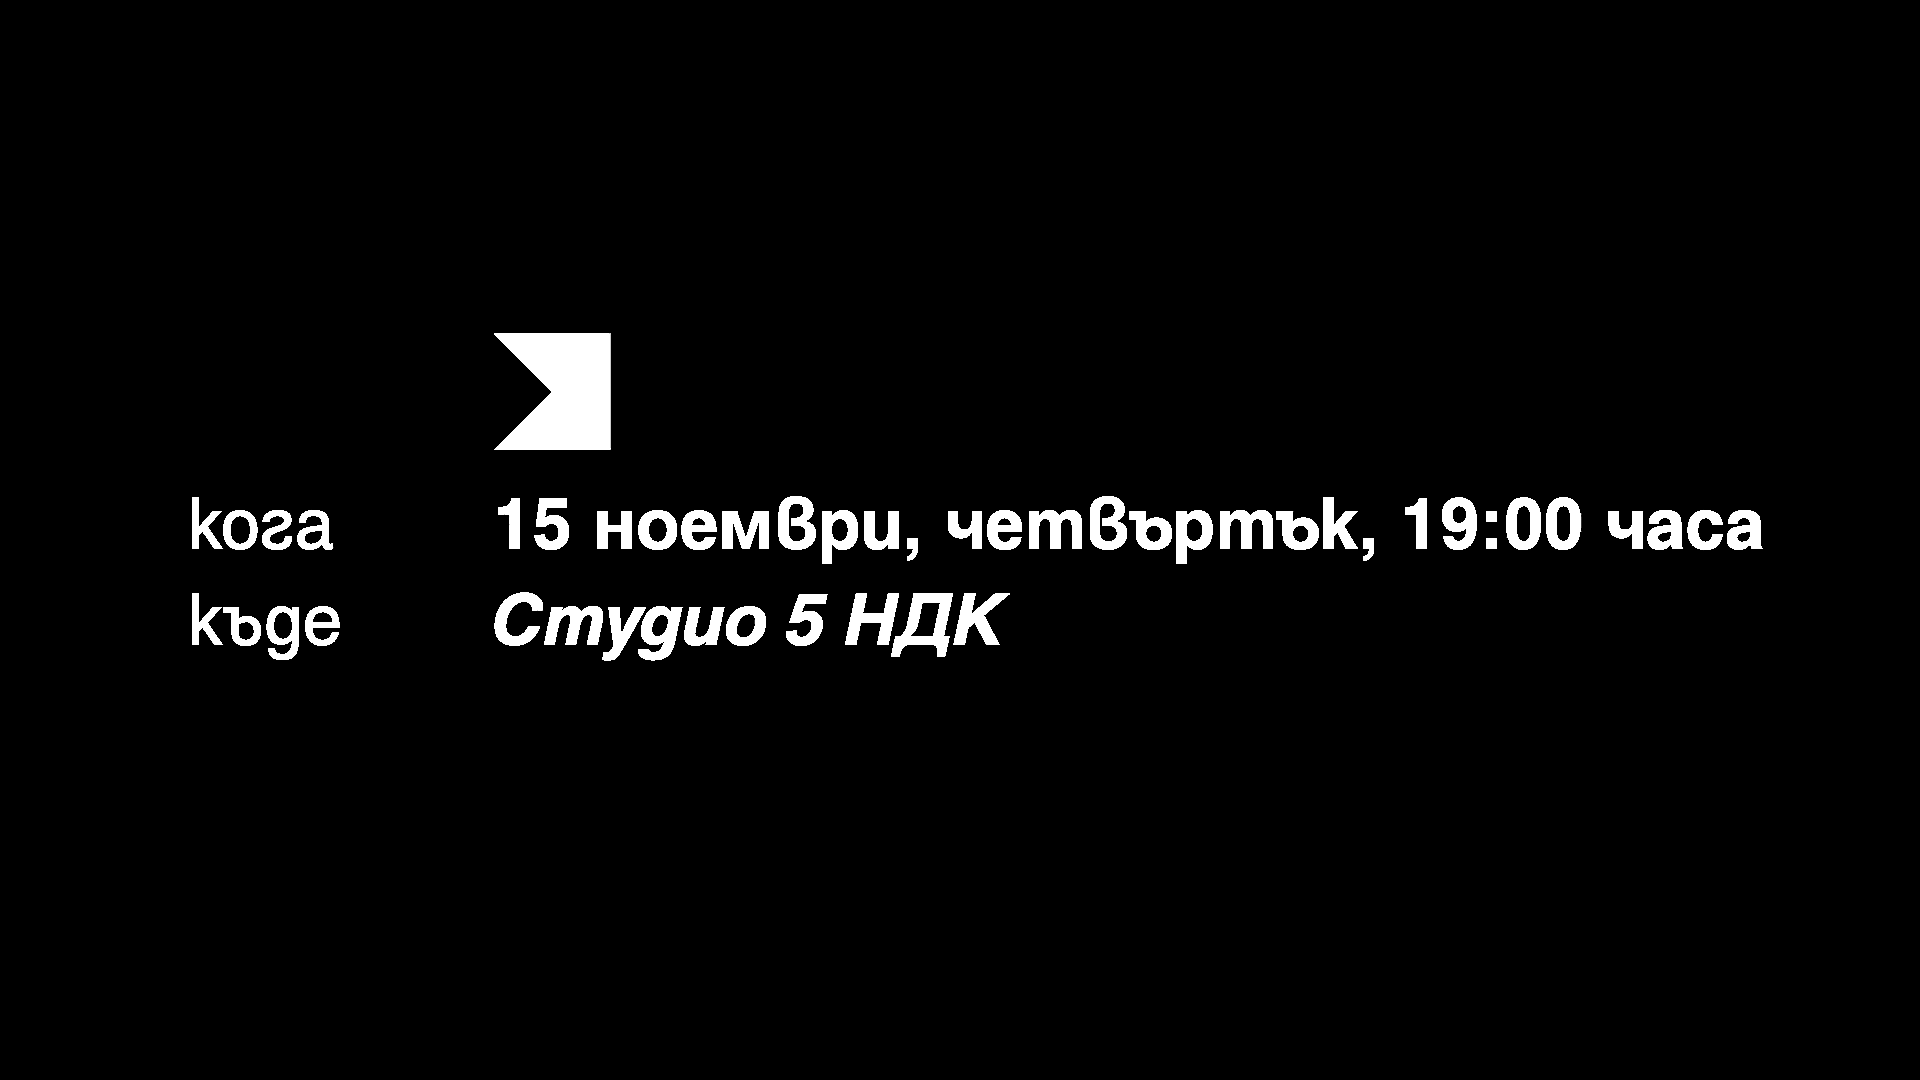 кога 15 ноември, четвъртък, 19:00 часа
къде Студио 5 НДК